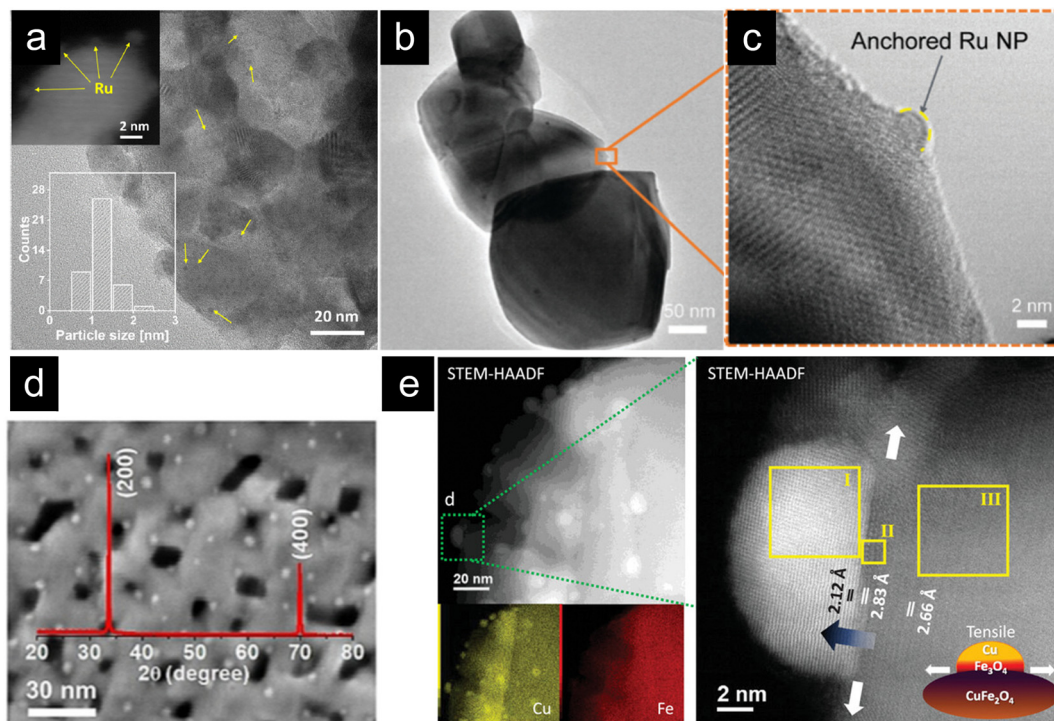 a
Ru
2 nm
28
21
14
7
0
Counts
0 1 2 3
Particle size [nm]
20 nm
b
50 nm
c
Anchored Ru NP
2 nm
d
(200)
(400)
20 30 40 50 60 70 80
2θ (degree)
30 nm
e
STEM-HAADF
d
20 nm
Cu
Fe
STEM-HAADF
I
II
III
2.12 Å
=
2.83 Å
=
2.66 Å
=
2 nm
Tensile
Cu
Fe₃O₄
CuFe₂O₄